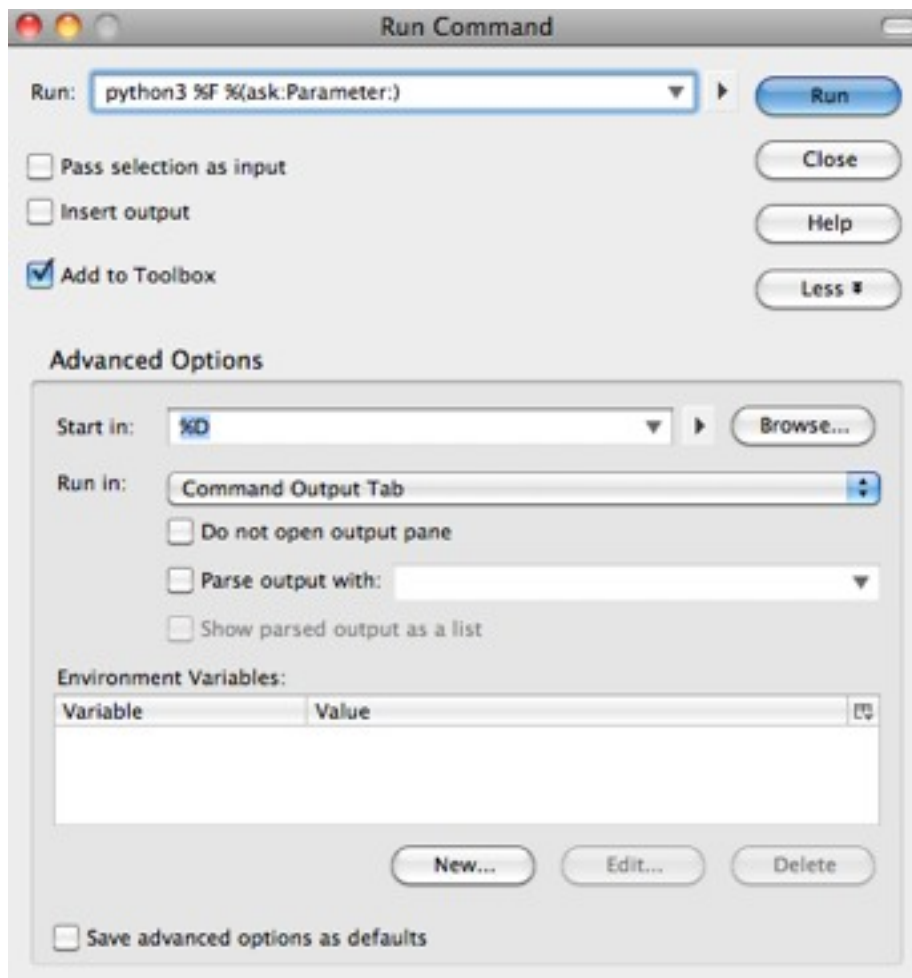 Run Command
Run: python3 %F %(ask:Parameter:) Run
Pass selection as input Close
Insert output Help
Add to Toolbox Less
Advanced Options
Start in: %D Browse...
Run in: Command Output Tab
Do not open output pane
Parse output with:
Show parsed output as a list
Environment Variables:
Variable Value
New... Edit... Delete
Save advanced options as defaults